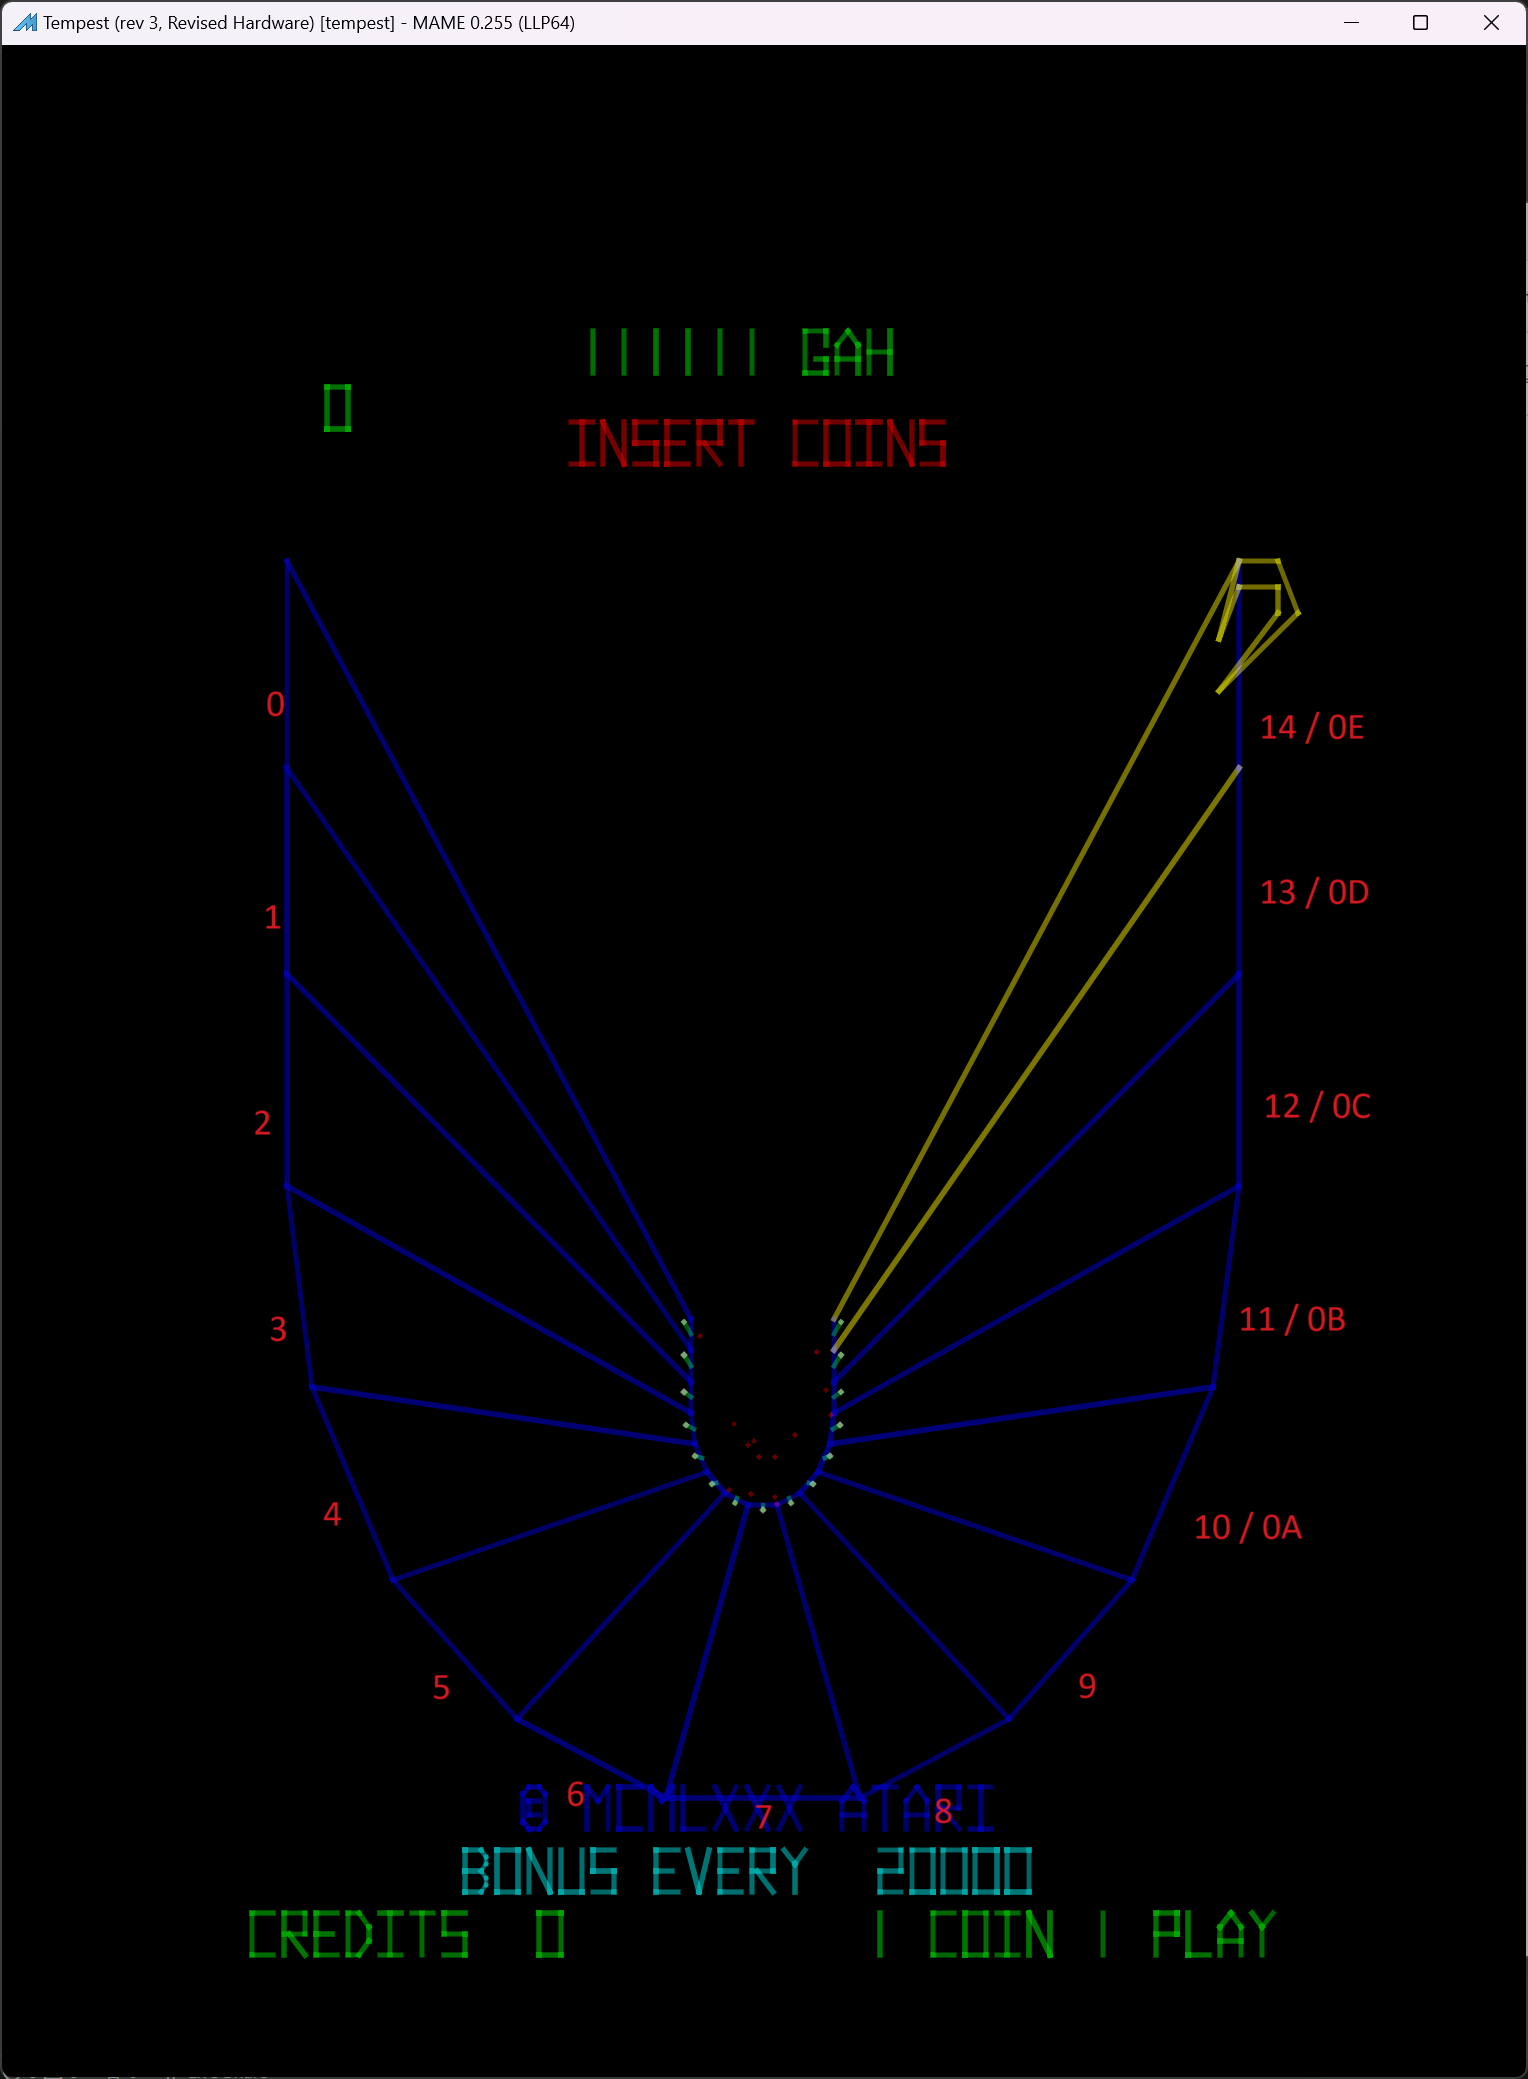 Tempest (rev 3, Revised Hardware) [tempest] - MAME 0.255 (LLP64)
111111 GAH
0
INSERT COINS
0
14 / 0E
1
13 / 0D
2
12 / 0C
3
11 / 0B
4
10 / 0A
5
9
6
7
8
© MCMLXXX ATARI
BONUS EVERY 20000
CREDITS 0
1 COIN 1 PLAY